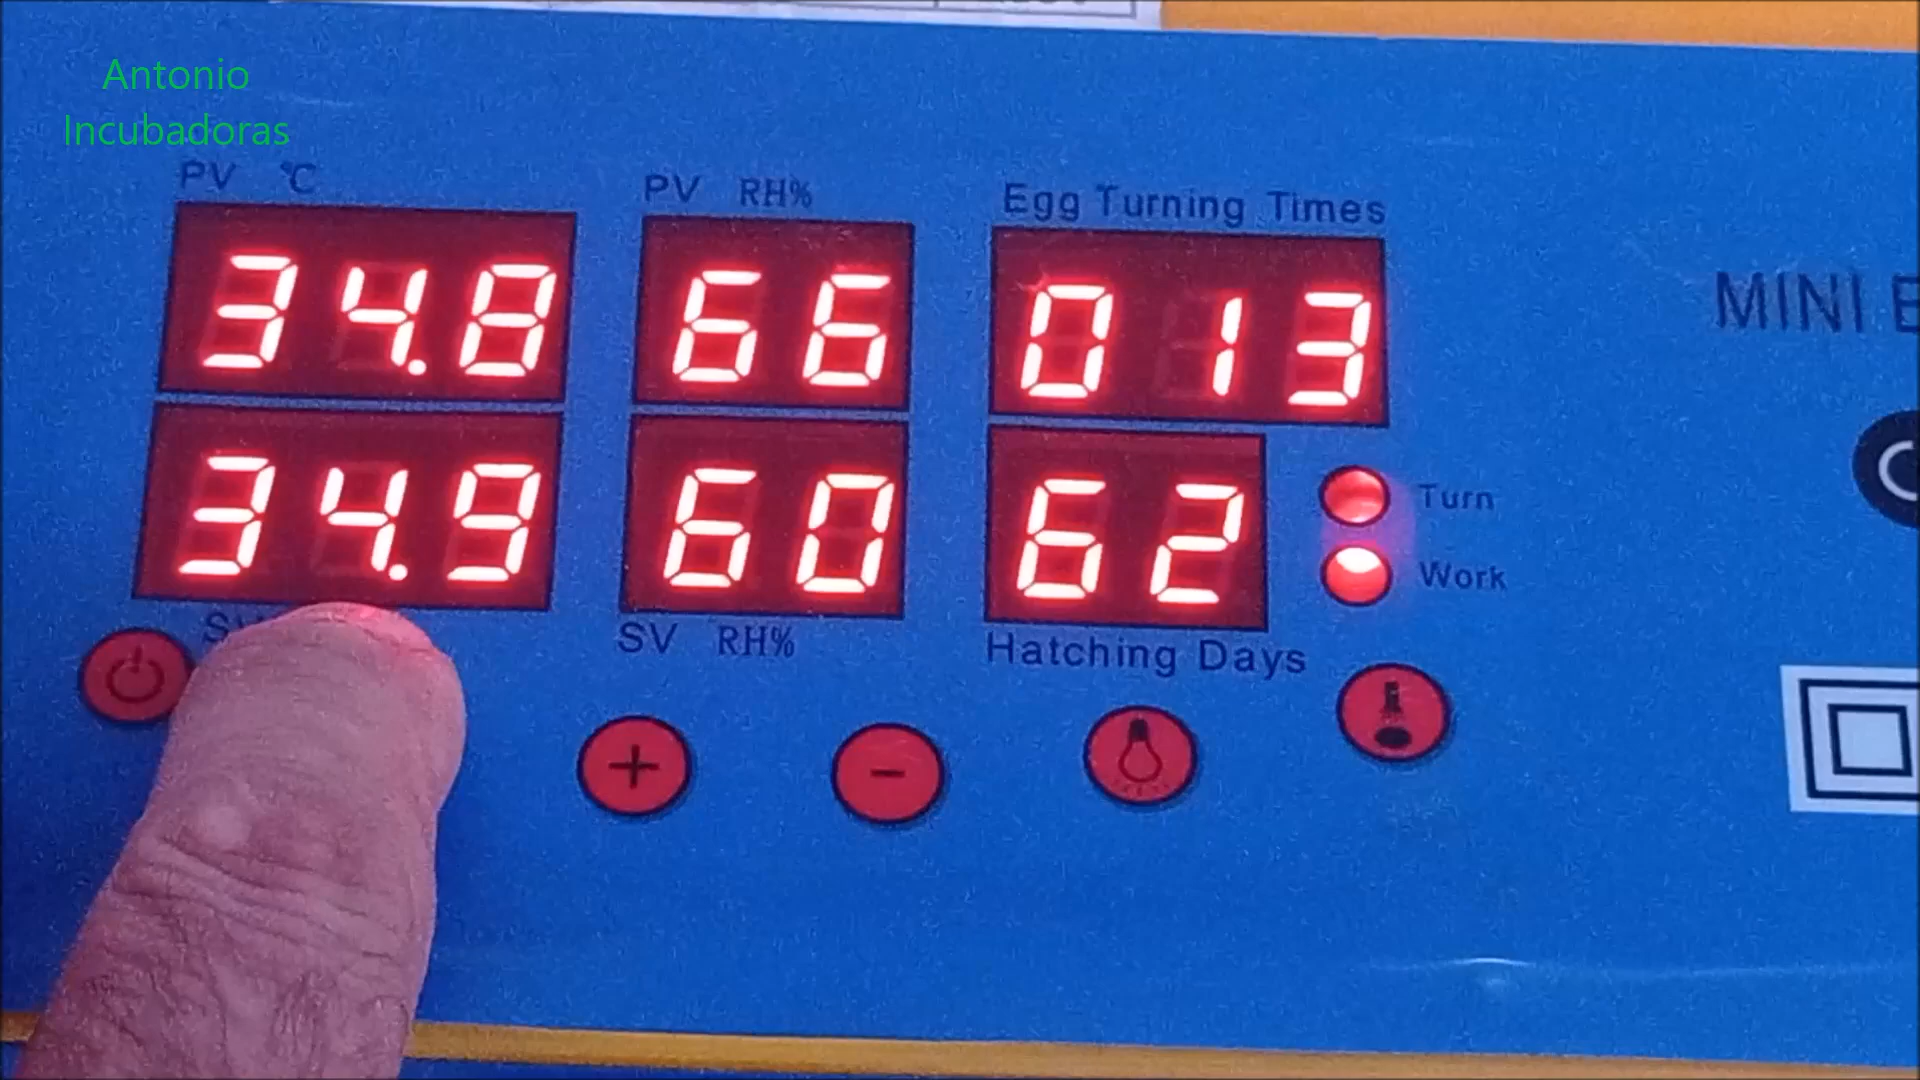 Antonio
Incubadoras
PV ℃
PV RH%
Egg Turning Times
34.8
66
013
MINI
34.9
60
62
Turn
Work
SV RH%
Hatching Days
+
-